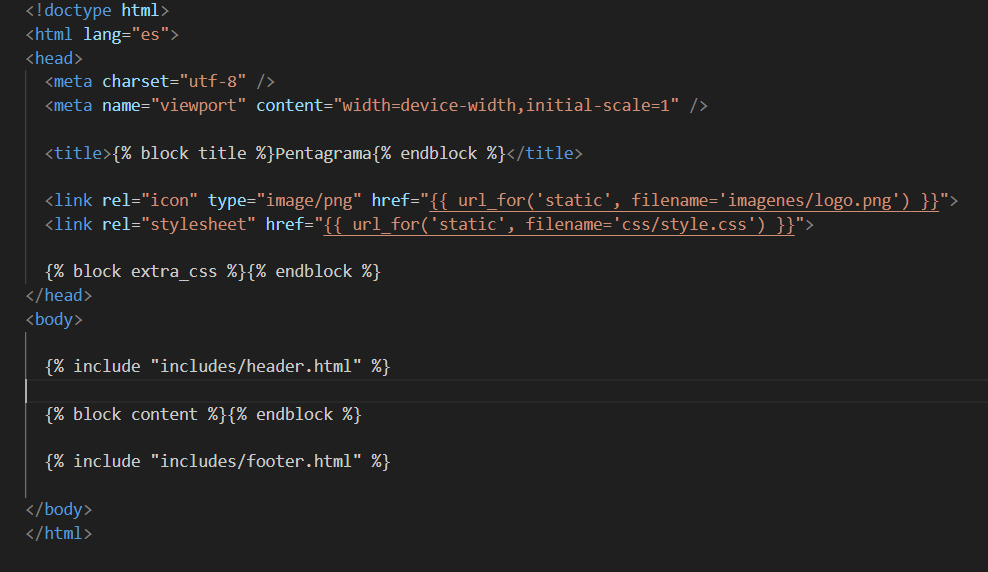 <!doctype html>
<html lang="es">
<head>
<meta charset="utf-8" />
<meta name="viewport" content="width=device-width,initial-scale=1" />
<title>{% block title %}Pentagrama{% endblock %}</title>
<link rel="icon" type="image/png" href="{{ url_for('static', filename='imagenes/logo.png') }}">
<link rel="stylesheet" href="{{ url_for('static', filename='css/style.css') }}">
{% block extra_css %}{% endblock %}
</head>
<body>
{% include "includes/header.html" %}
{% block content %}{% endblock %}
{% include "includes/footer.html" %}
</body>
</html>